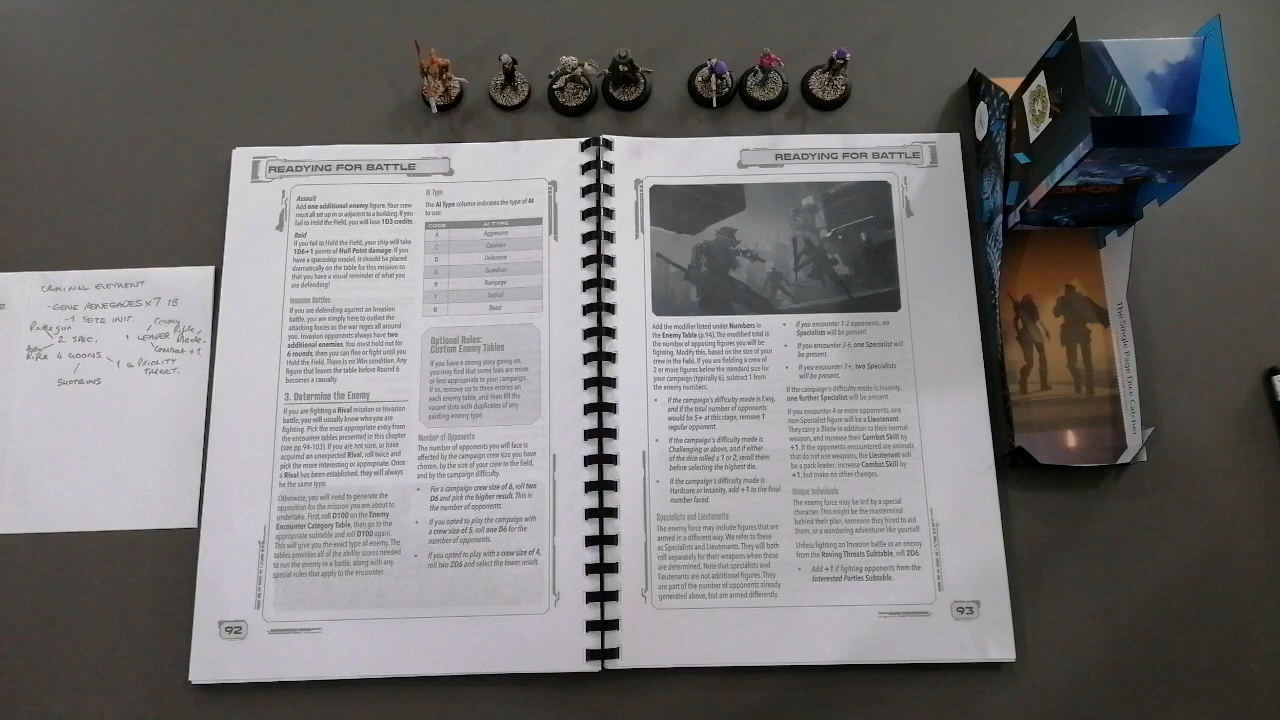 CRIMINAL ELEMENT
- GENE RENEGADES x 7 1B
-1 SEIZE INIT
2 SPEC,
1 LEADER
Combat +1
Rifle 4 GOONS
PRIORITY
TARGET.
SHOTGUNS
READYING FOR BATTLE
Assault
Add one additional enemy figure. Your crew
must all set up in or adjacent to a building. If you
fail to Hold the Field, you will lose 1D3 credits.
Raid
If you fail to Hold the Field, your ship will take
1D6+1 points of Hull Point damage. If you
have a spaceship model, it should be placed
dramatically on the table for this mission so
that you have a visual reminder of what you
are defending!
Invasion Battles
If you are defending against an Invasion
battle, you are simply here to outlast the
attacking forces as the war rages all around
you. Invasion opponents always have two
additional enemies. You must hold out for
6 rounds, then you can flee or fight until you
Hold the Field. There is no Win condition. Any
figure that leaves the table before Round 6
becomes a casualty.
3. Determine the Enemy
If you are fighting a Rival mission or Invasion
battle, you will usually know who you are
fighting. Pick the most appropriate entry from
the encounter tables presented in this chapter
(see pp.94-103). If you are not sure, or have
acquired an unexpected Rival, roll twice and
pick the more interesting or appropriate. Once
a Rival has been established, they will always
be the same type.
Otherwise, you will need to generate the
opposition for the mission you are about to
undertake. First, roll D100 on the Enemy
Encounter Category Table, then go to the
appropriate subtable and roll D100 again.
This will give you the exact type of enemy. The
tables provides all of the ability scores needed
to run the enemy in a battle, along with any
special rules that apply to the encounter.
AI Type
The AI Type column indicates the type of AI
to use:
CODE AI TYPE
A Aggressive
C Cautious
D Defensive
G Guardian
R Rampage
T Tactical
B Beast
Optional Rules:
Custom Enemy Tables
If you have a strong story going on,
you may find that some foes are more
or less appropriate to your campaign.
If so, remove up to three entries on
each enemy table, and then fill the
vacant slots with duplicates of any
existing enemy type.
Number of Opponents
The number of opponents you will face is
affected by the campaign crew size you have
chosen, by the size of your crew in the field,
and by the campaign difficulty.
• For a campaign crew size of 6, roll two
D6 and pick the higher result. This is
the number of opponents.
• If you opted to play the campaign with
a crew size of 5, roll one D6 for the
number of opponents.
• If you opted to play with a crew size of 4,
roll two 2D6 and select the lower result.
92
READYING FOR BATTLE
Add the modifier listed under Numbers in
the Enemy Table (p.94). The modified total is
the number of opposing figures you will be
fighting. Modify this, based on the size of your
crew in the field. If you are fielding a crew of
2 or more figures below the standard size for
your campaign (typically 6), subtract 1 from
the enemy numbers.
• If the campaign's difficulty mode is Easy,
and if the total number of opponents
would be 5+ at this stage, remove 1
regular opponent.
• If the campaign's difficulty mode is
Challenging or above, and if either
of the dice rolled a 1 or 2, reroll them
before selecting the highest die.
• If the campaign's difficulty mode is
Hardcore or Insanity, add +1 to the final
number faced.
Specialists and Lieutenants
The enemy force may include figures that are
armed in a different way. We refer to these
as Specialists and Lieutenants. They will both
roll separately for their weapons when these
are determined. Note that specialists and
lieutenants are not additional figures. They
are part of the number of opponents already
generated above, but are armed differently.
• If you encounter 1-2 opponents, no
Specialists will be present.
• If you encounter 3-6, one Specialist will
be present.
• If you encounter 7+, two Specialists
will be present.
If the campaign's difficulty mode is Insanity,
one further Specialist will be present.
If you encounter 4 or more opponents, one
non Specialist figure will be a Lieutenant.
They carry a Blade in addition to their normal
weapon, and increase their Combat Skill by
+1. If the opponents encountered are animals
that do not use weapons, the Lieutenant will
be a pack leader; increase Combat Skill by
+1, but make no other changes.
Unique Individuals
The enemy force may be led by a special
character. This might be the mastermind
behind their plan, someone they hired to aid
them, or a wandering adventurer like yourself.
Unless fighting an Invasion battle or an enemy
from the Roving Threats Subtable, roll 2D6.
• Add +1 if fighting opponents from the
Interested Parties Subtable.
93
The Single Page Dice Catcher